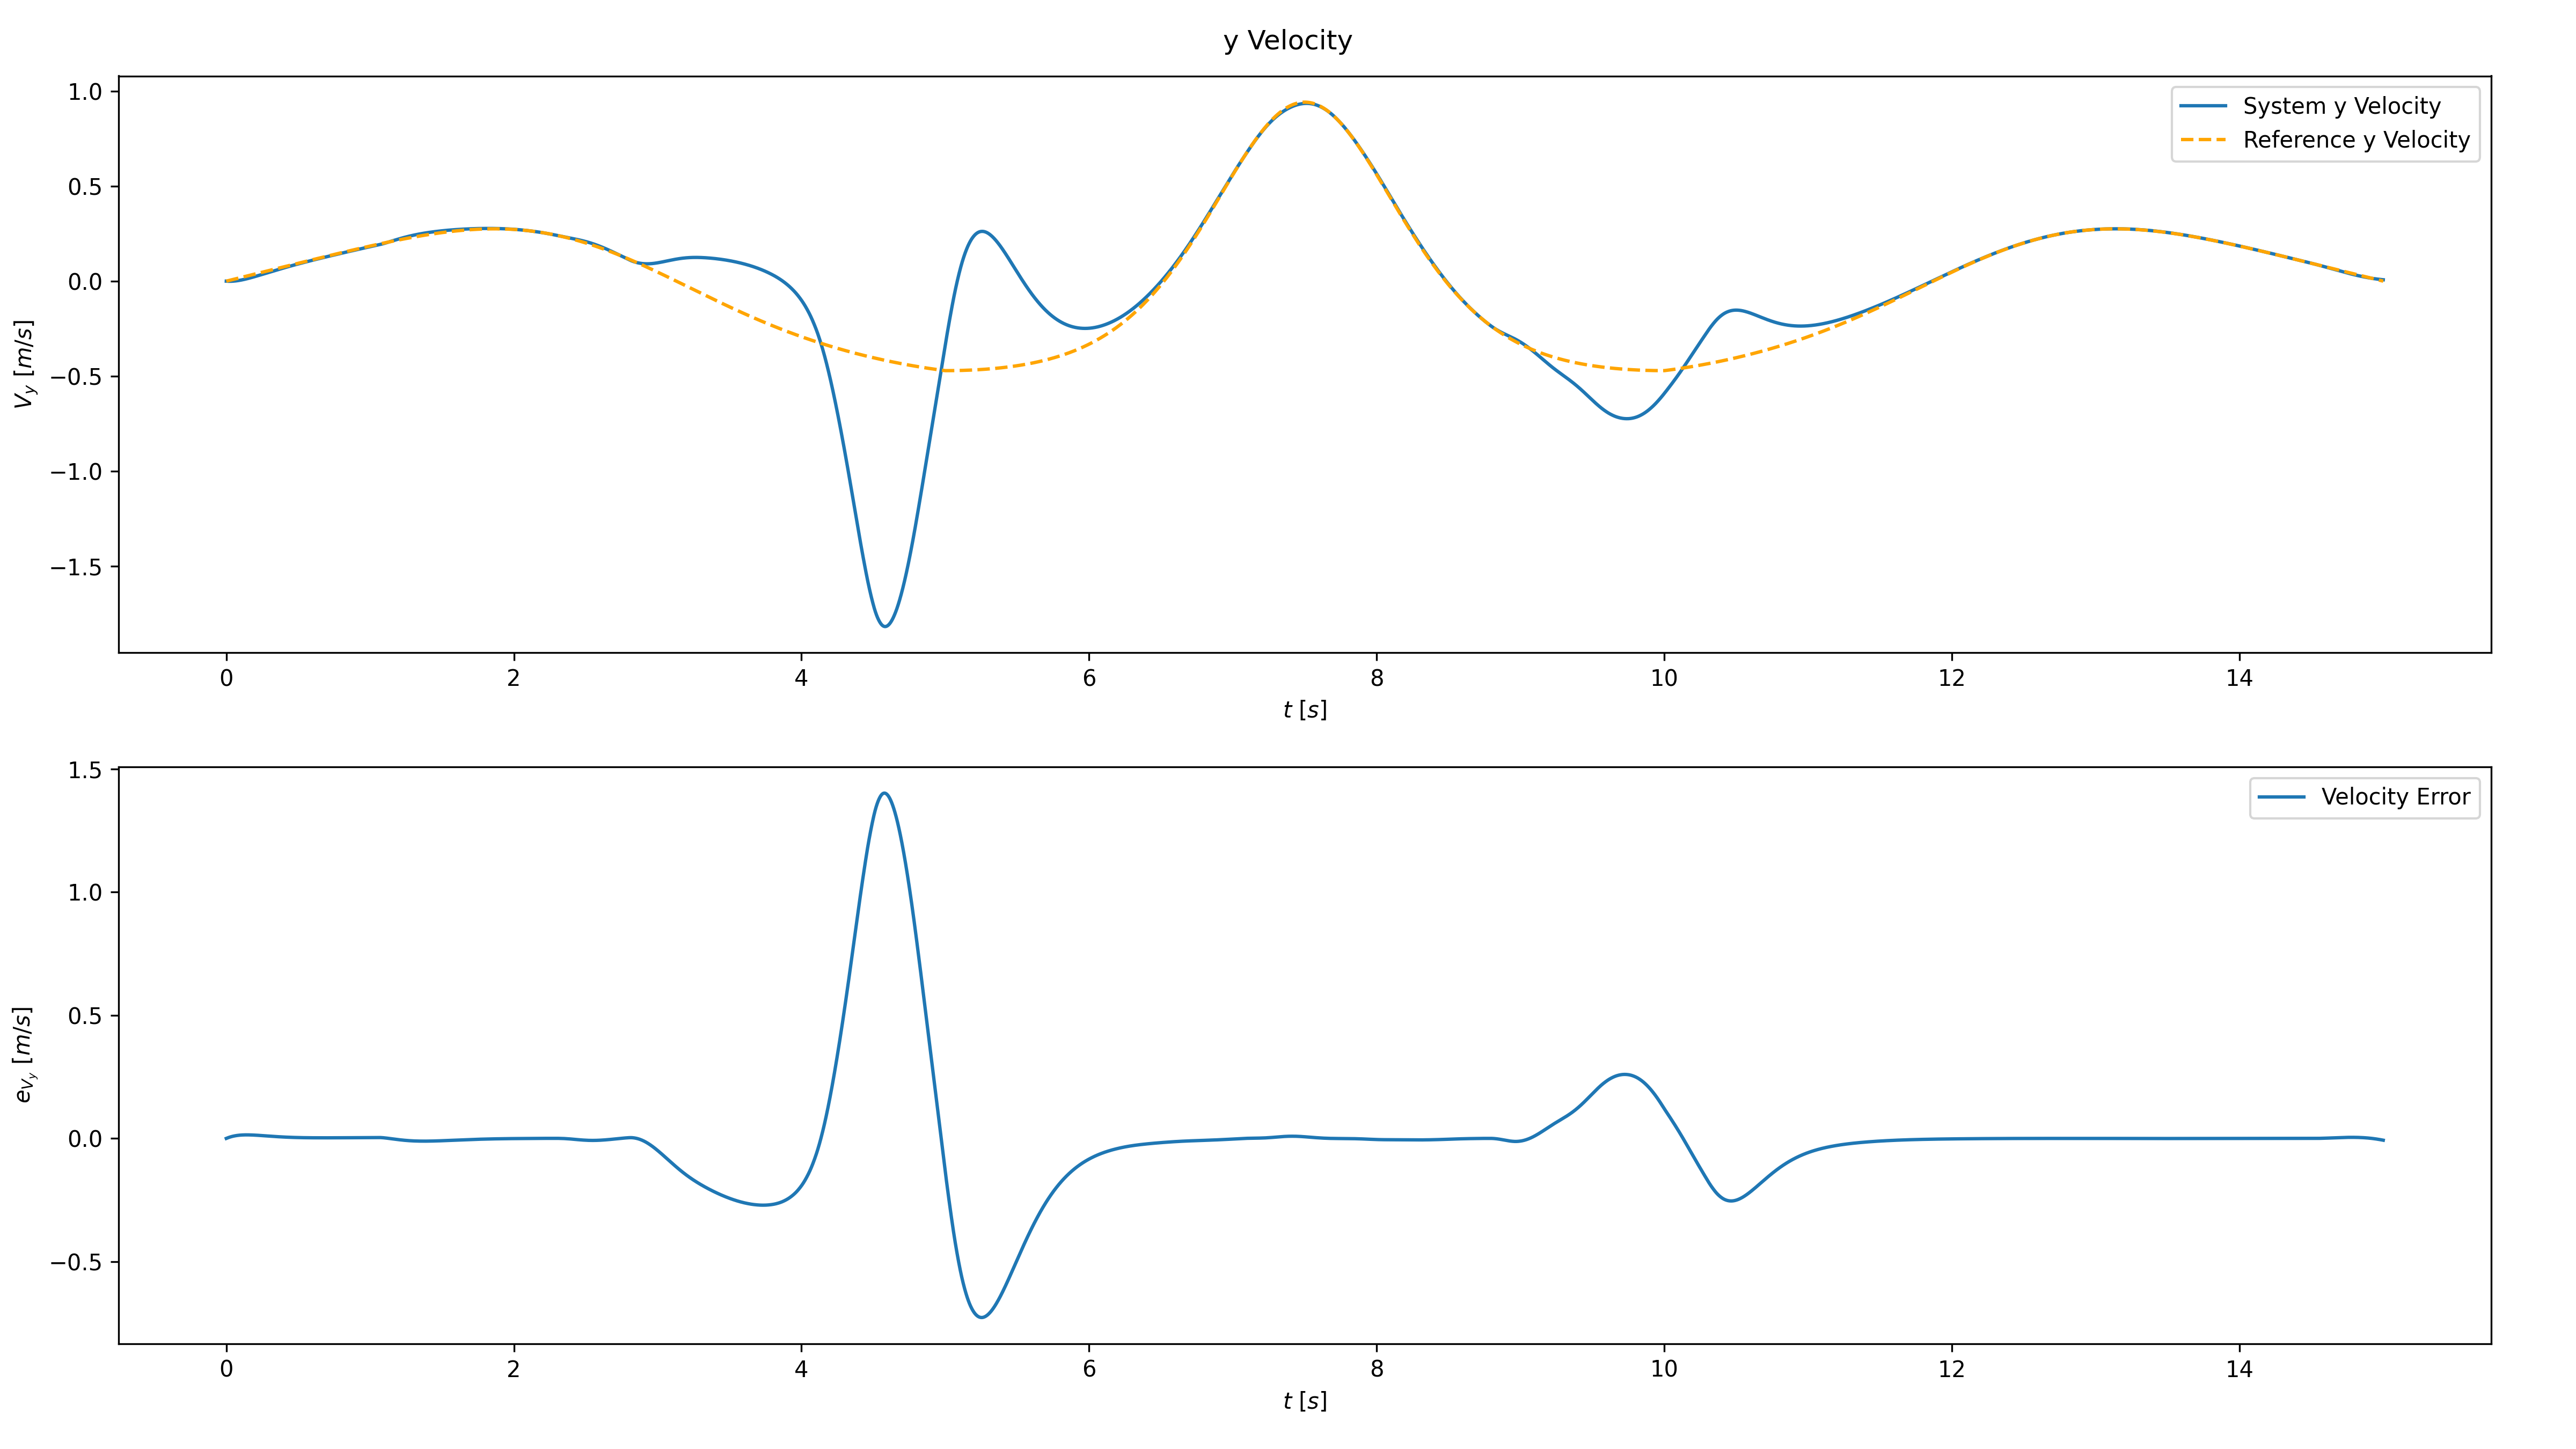 y Velocity
System y Velocity
Reference y Velocity
1.0
0.5
0.0
−0.5
−1.0
−1.5
V_y [m/s]
0 2 4 6 8 10 12 14
t [s]
Velocity Error
1.5
1.0
0.5
0.0
−0.5
e_{V_y} [m/s]
0 2 4 6 8 10 12 14
t [s]